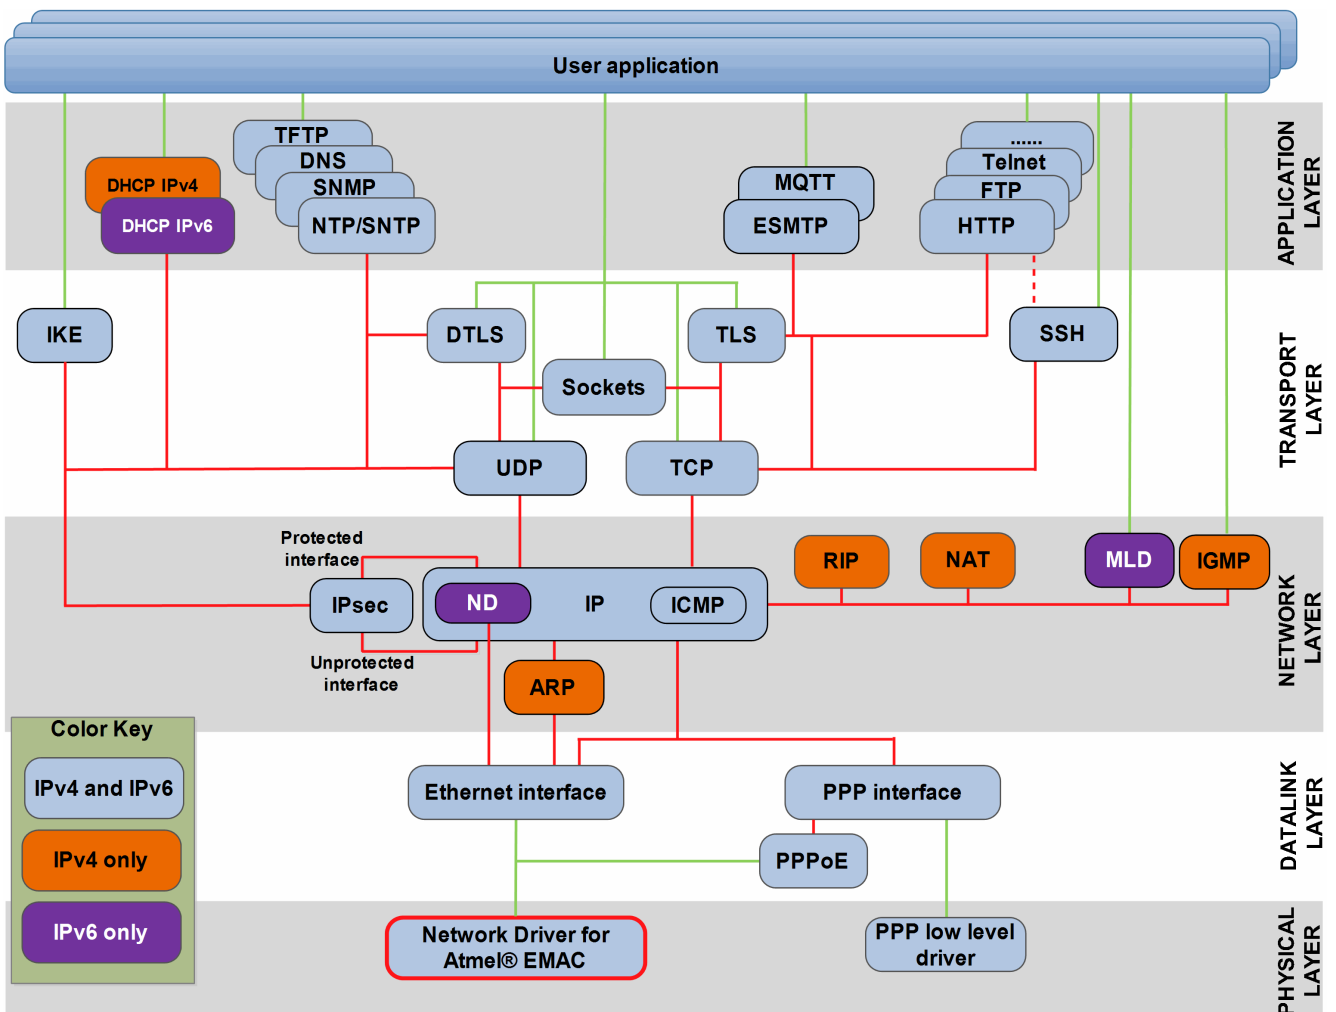 User application
TFTP
DNS
SNMP
NTP/SNTP
DHCP IPv4
DHCP IPv6
MQTT
ESMTP
......
Telnet
FTP
HTTP
APPLICATION
LAYER
IKE
DTLS
TLS
SSH
Sockets
UDP
TCP
TRANSPORT
LAYER
Protected
interface
IPsec
ND
IP
ICMP
RIP
NAT
MLD
IGMP
Unprotected
interface
ARP
NETWORK
LAYER
Color Key
IPv4 and IPv6
IPv4 only
IPv6 only
Ethernet interface
PPP interface
PPPoE
DATALINK
LAYER
Network Driver for
Atmel® EMAC
PPP low level
driver
PHYSICAL
LAYER